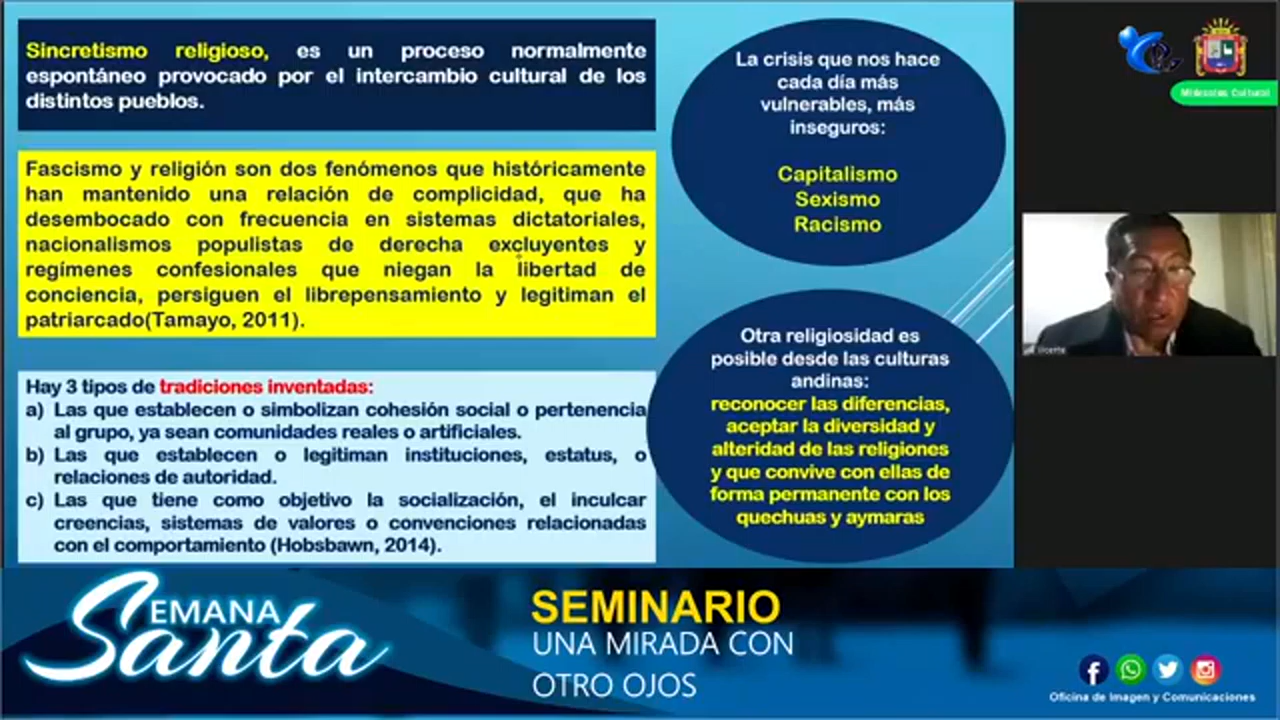 Sincretismo religioso, es un proceso normalmente
espontáneo provocado por el intercambio cultural de los
distintos pueblos.
Fascismo y religión son dos fenómenos que históricamente
han mantenido una relación de complicidad, que ha
desembocado con frecuencia en sistemas dictatoriales,
nacionalismos populistas de derecha excluyentes y
regímenes confesionales que niegan la libertad de
conciencia, persiguen el librepensamiento y legitiman el
patriarcado(Tamayo, 2011).
Hay 3 tipos de tradiciones inventadas:
a) Las que establecen o simbolizan cohesión social o pertenencia
al grupo, ya sean comunidades reales o artificiales.
b) Las que establecen o legitiman instituciones, estatus, o
relaciones de autoridad.
c) Las que tiene como objetivo la socialización, el inculcar
creencias, sistemas de valores o convenciones relacionadas
con el comportamiento (Hobsbawn, 2014).
La crisis que nos hace
cada día más
vulnerables, más
inseguros:
Capitalismo
Sexismo
Racismo
Otra religiosidad es
posible desde las culturas
andinas:
reconocer las diferencias,
aceptar la diversidad y
alteridad de las religiones
y que convive con ellas de
forma permanente con los
quechuas y aymaras
Miércoles Cultural
Vicente
SEMANA
Santa
SEMINARIO
UNA MIRADA CON
OTRO OJOS
Oficina de Imagen y Comunicaciones